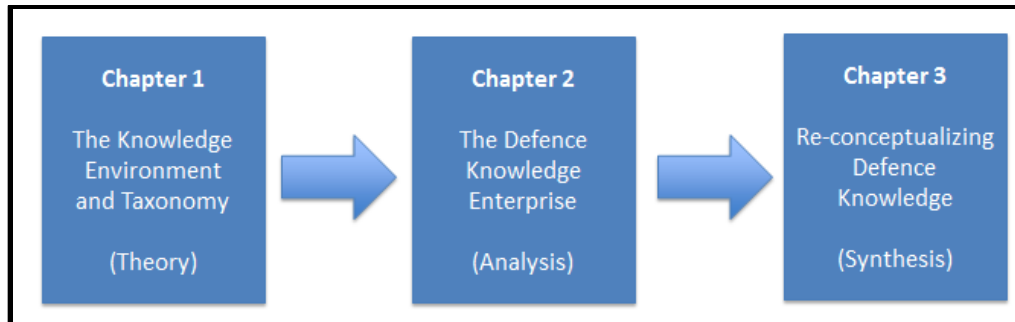 Chapter 1
The Knowledge
Environment
and Taxonomy
(Theory)
Chapter 2
The Defence
Knowledge
Enterprise
(Analysis)
Chapter 3
Re-conceptualizing
Defence
Knowledge
(Synthesis)